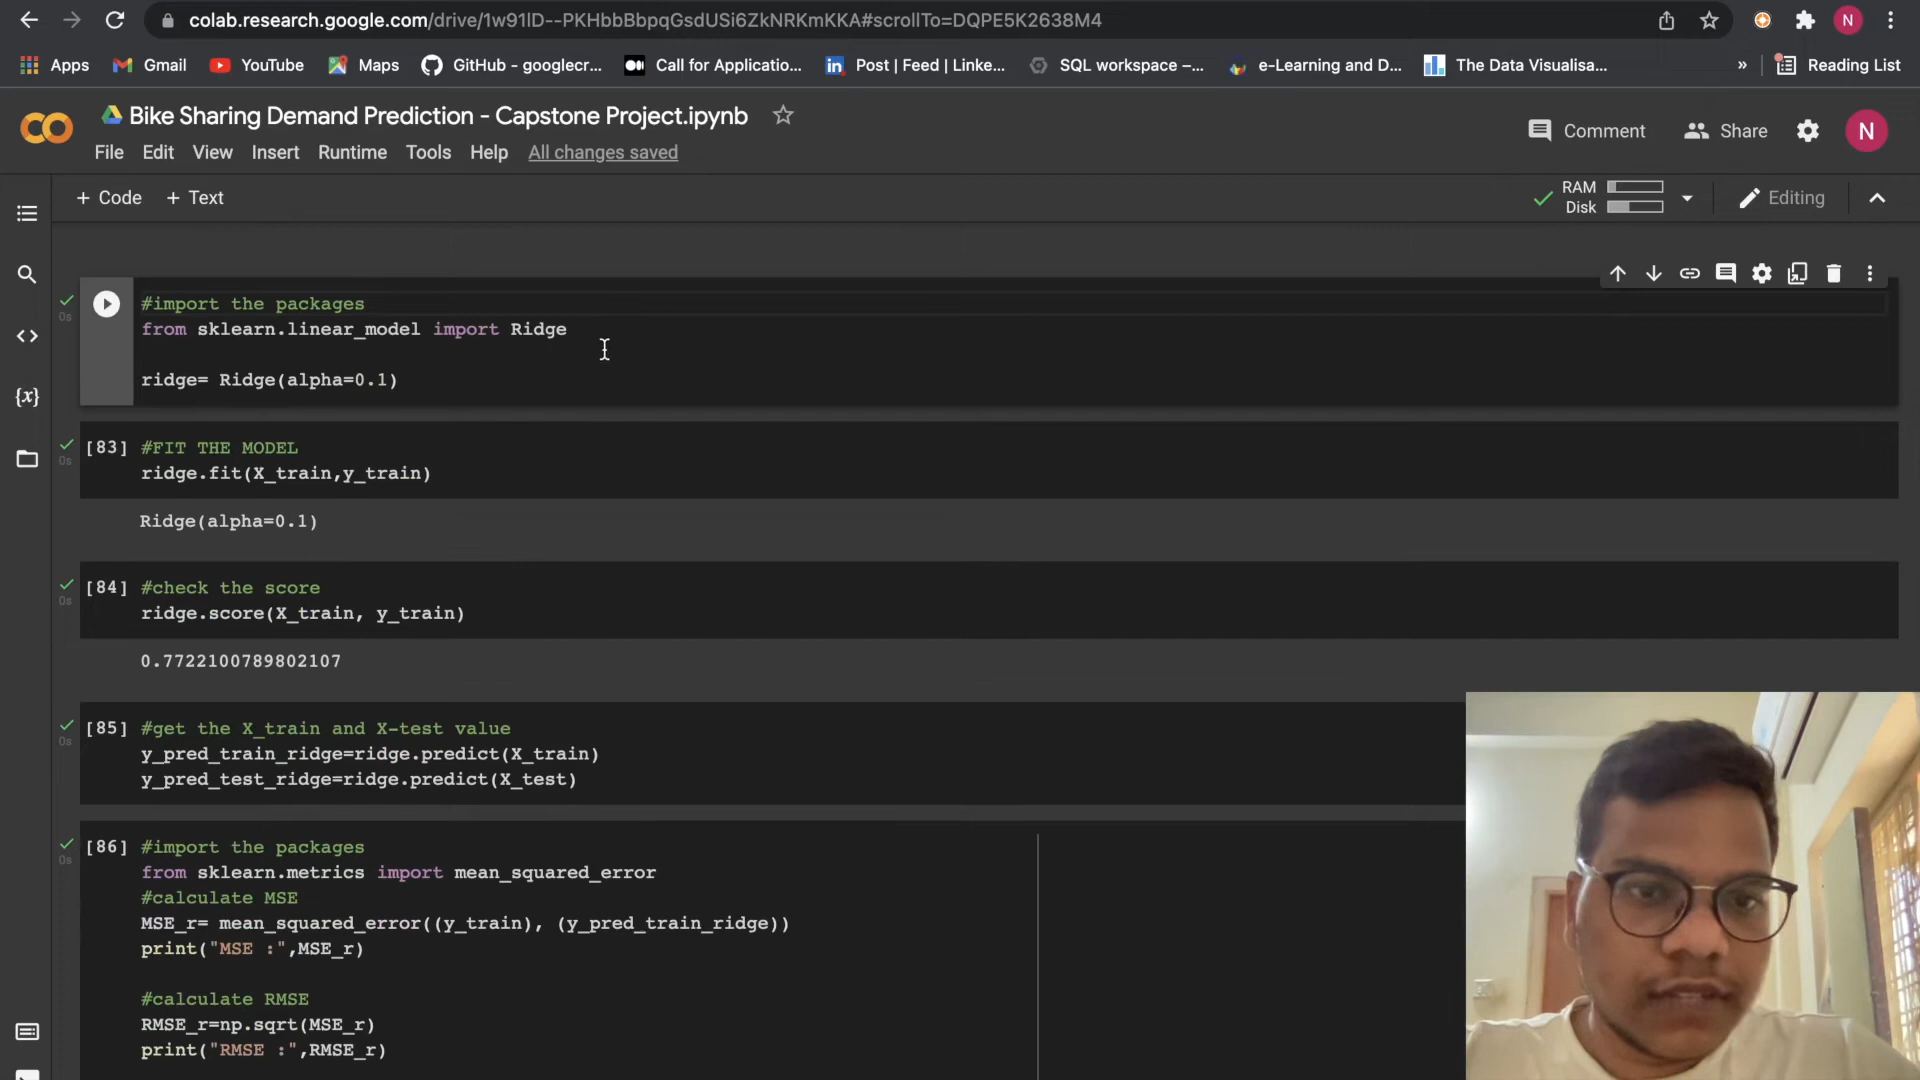 colab.research.google.com/drive/1w91lD--PKHbbBbpqGsdUSi6ZkNRKmKKA#scrollTo=DQPE5K2638M4
N
Apps Gmail YouTube Maps GitHub - googlecr... Call for Applicatio... Post | Feed | Linke... SQL workspace –... e-Learning and D... The Data Visualisa... » Reading List
Bike Sharing Demand Prediction - Capstone Project.ipynb
Comment Share N
File Edit View Insert Runtime Tools Help All changes saved
+ Code + Text
RAM
Disk
Editing
#import the packages
0s
from sklearn.linear_model import Ridge
ridge= Ridge(alpha=0.1)
{x}
[83] #FIT THE MODEL
0s
ridge.fit(X_train,y_train)
Ridge(alpha=0.1)
[84] #check the score
0s
ridge.score(X_train, y_train)
0.7722100789802107
[85] #get the X_train and X-test value
0s
y_pred_train_ridge=ridge.predict(X_train)
y_pred_test_ridge=ridge.predict(X_test)
[86] #import the packages
0s
from sklearn.metrics import mean_squared_error
#calculate MSE
MSE_r= mean_squared_error((y_train), (y_pred_train_ridge))
print("MSE :",MSE_r)
#calculate RMSE
RMSE_r=np.sqrt(MSE_r)
print("RMSE :",RMSE_r)